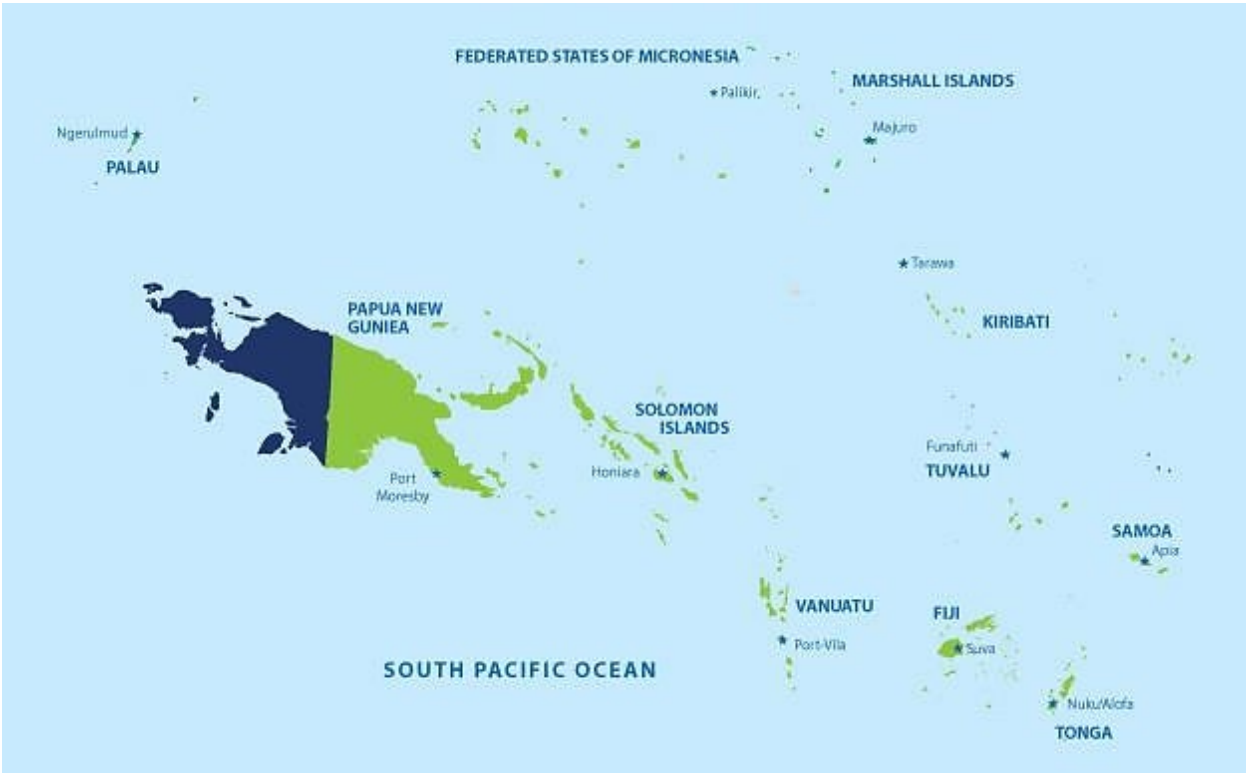 FEDERATED STATES OF MICRONESIA
Palikir
MARSHALL ISLANDS
Majuro
Ngerulmud
PALAU
Tarawa
KIRIBATI
PAPUA NEW
GUNIEA
SOLOMON
ISLANDS
Honiara
Port
Moresby
Funafuti
TUVALU
SAMOA
Apia
VANUATU
Port-Vila
FIJI
Suva
SOUTH PACIFIC OCEAN
Nuku'Alofa
TONGA